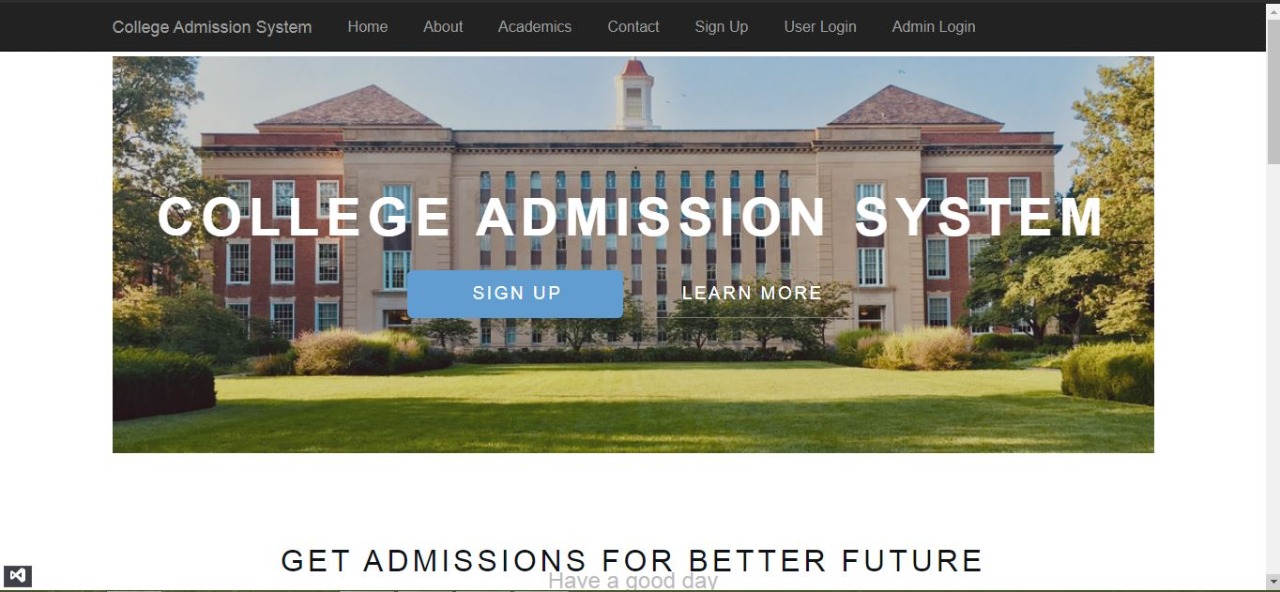 College Admission System Home About Academics Contact Sign Up User Login Admin Login
COLLEGE ADMISSION SYSTEM
SIGN UP LEARN MORE
GET ADMISSIONS FOR BETTER FUTURE
Have a good day